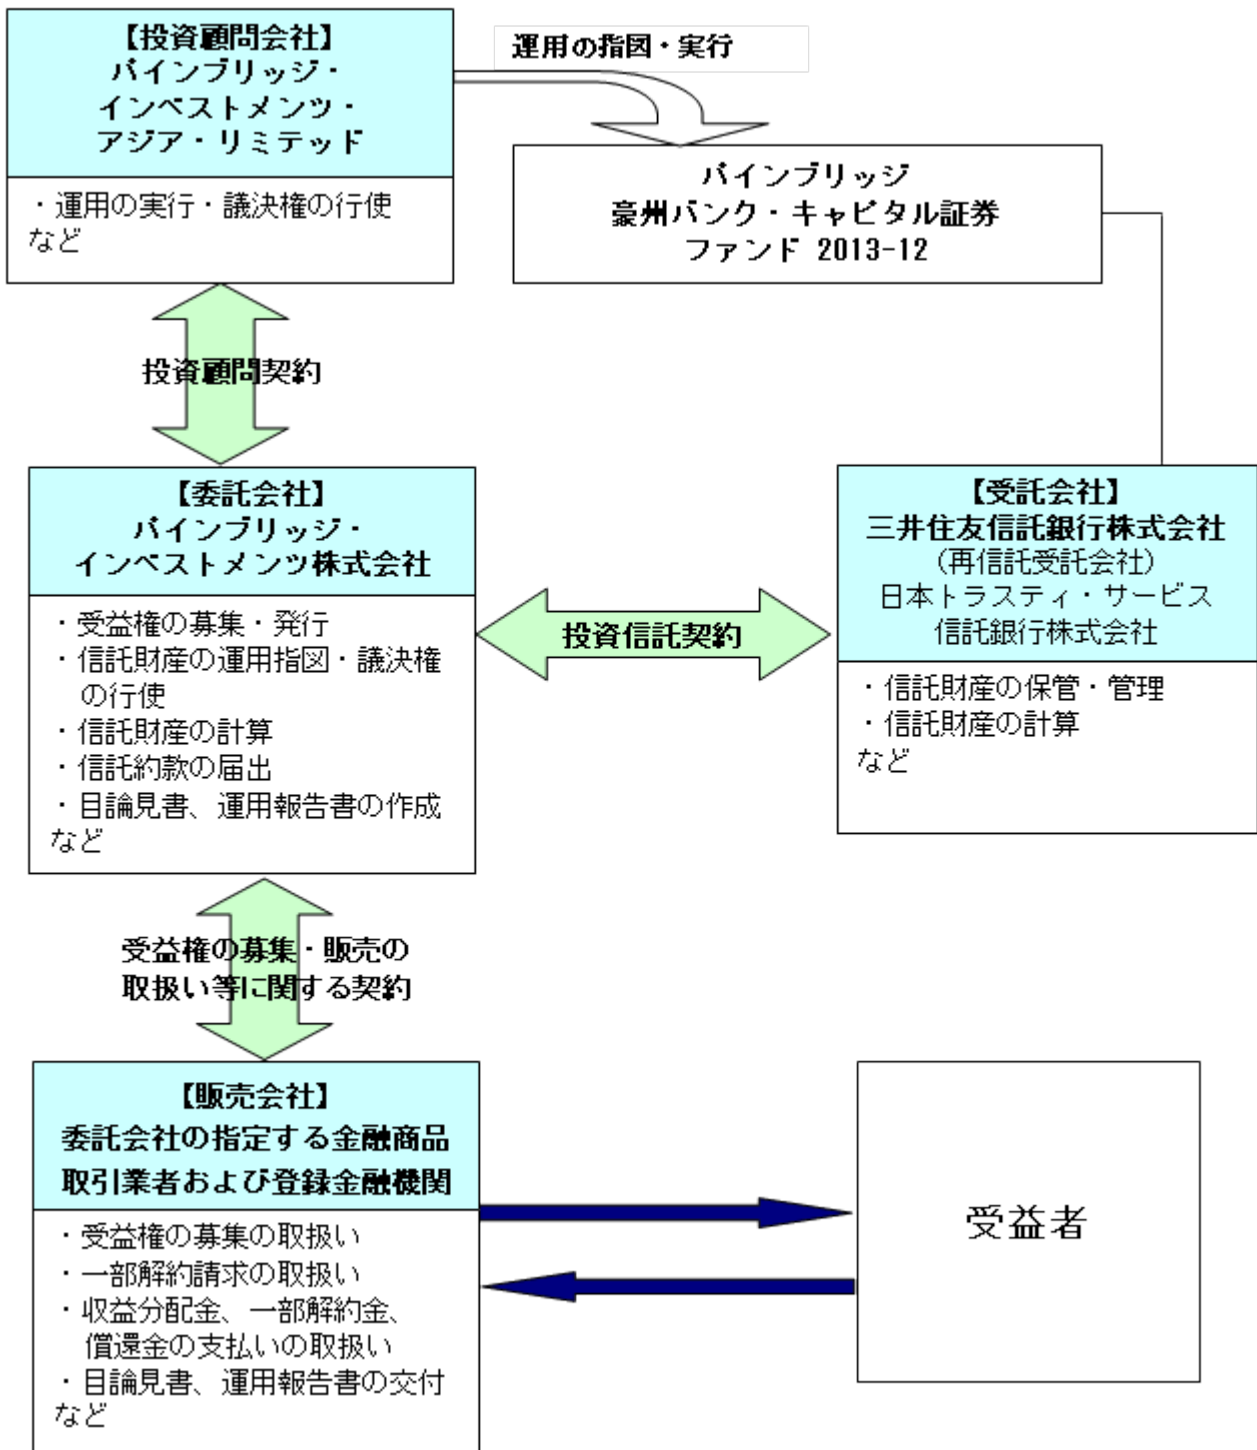 【投資顧問会社】
パインブリッジ・
インベストメンツ・
アジア・リミテッド
・運用の実行・議決権の行使
など
運用の指図・実行
パインブリッジ
豪州バンク・キャピタル証券
ファンド 2013-12
投資顧問契約
【委託会社】
パインブリッジ・
インベストメンツ株式会社
・受益権の募集・発行
・信託財産の運用指図・議決権
の行使
・信託財産の計算
・信託約款の届出
・目論見書、運用報告書の作成
など
投資信託契約
【受託会社】
三井住友信託銀行株式会社
（再信託受託会社）
日本トラスティ・サービス
信託銀行株式会社
・信託財産の保管・管理
・信託財産の計算
など
受益権の募集・販売の
取扱い等に関する契約
【販売会社】
委託会社の指定する金融商品
取引業者および登録金融機関
・受益権の募集の取扱い
・一部解約請求の取扱い
・収益分配金、一部解約金、
償還金の支払いの取扱い
・目論見書、運用報告書の交付
など
受益者